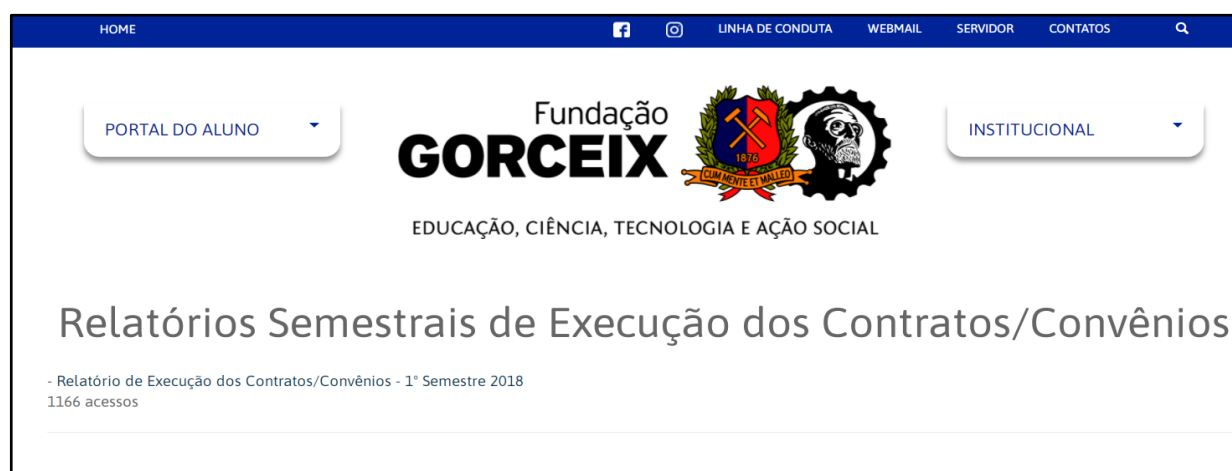 HOME LINHA DE CONDUTA WEBMAIL SERVIDOR CONTATOS
PORTAL DO ALUNO
Fundação
GORCEIX
1876
CUM MENTE ET MALLEO
EDUCAÇÃO, CIÊNCIA, TECNOLOGIA E AÇÃO SOCIAL
INSTITUCIONAL
Relatórios Semestrais de Execução dos Contratos/Convênios
- Relatório de Execução dos Contratos/Convênios - 1° Semestre 2018
1166 acessos